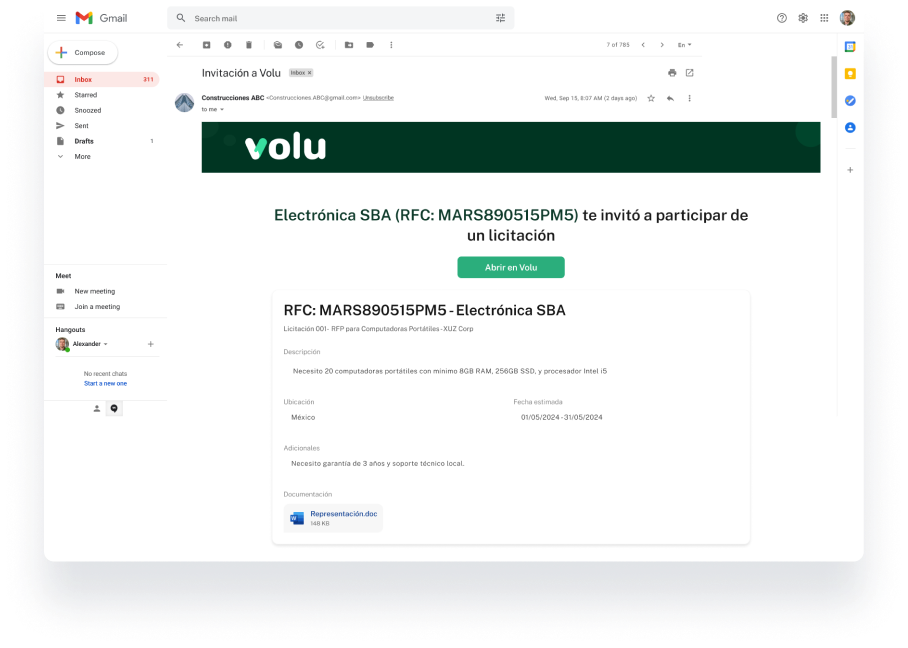 Gmail
Search mail
Compose
7 of 785
En
Inbox 311
Starred
Snoozed
Sent
Drafts 1
More
Invitación a Volu Inbox ×
Construcciones ABC <Construcciones.ABC@gmail.com> Unsubscribe
Wed, Sep 15, 8:07 AM (2 days ago)
to me
volu
Electrónica SBA (RFC: MARS890515PM5) te invitó a participar de
un licitación
Abrir en Volu
RFC: MARS890515PM5 - Electrónica SBA
Licitación 001- RFP para Computadoras Portátiles - XUZ Corp
Descripción
Necesito 20 computadoras portátiles con mínimo 8GB RAM, 256GB SSD, y procesador Intel i5
Ubicación Fecha estimada
México 01/05/2024 - 31/05/2024
Adicionales
Necesito garantía de 3 años y soporte técnico local.
Documentación
W
Representación.doc
148 KB
Meet
New meeting
Join a meeting
Hangouts
Alexander
No recent chats
Start a new one